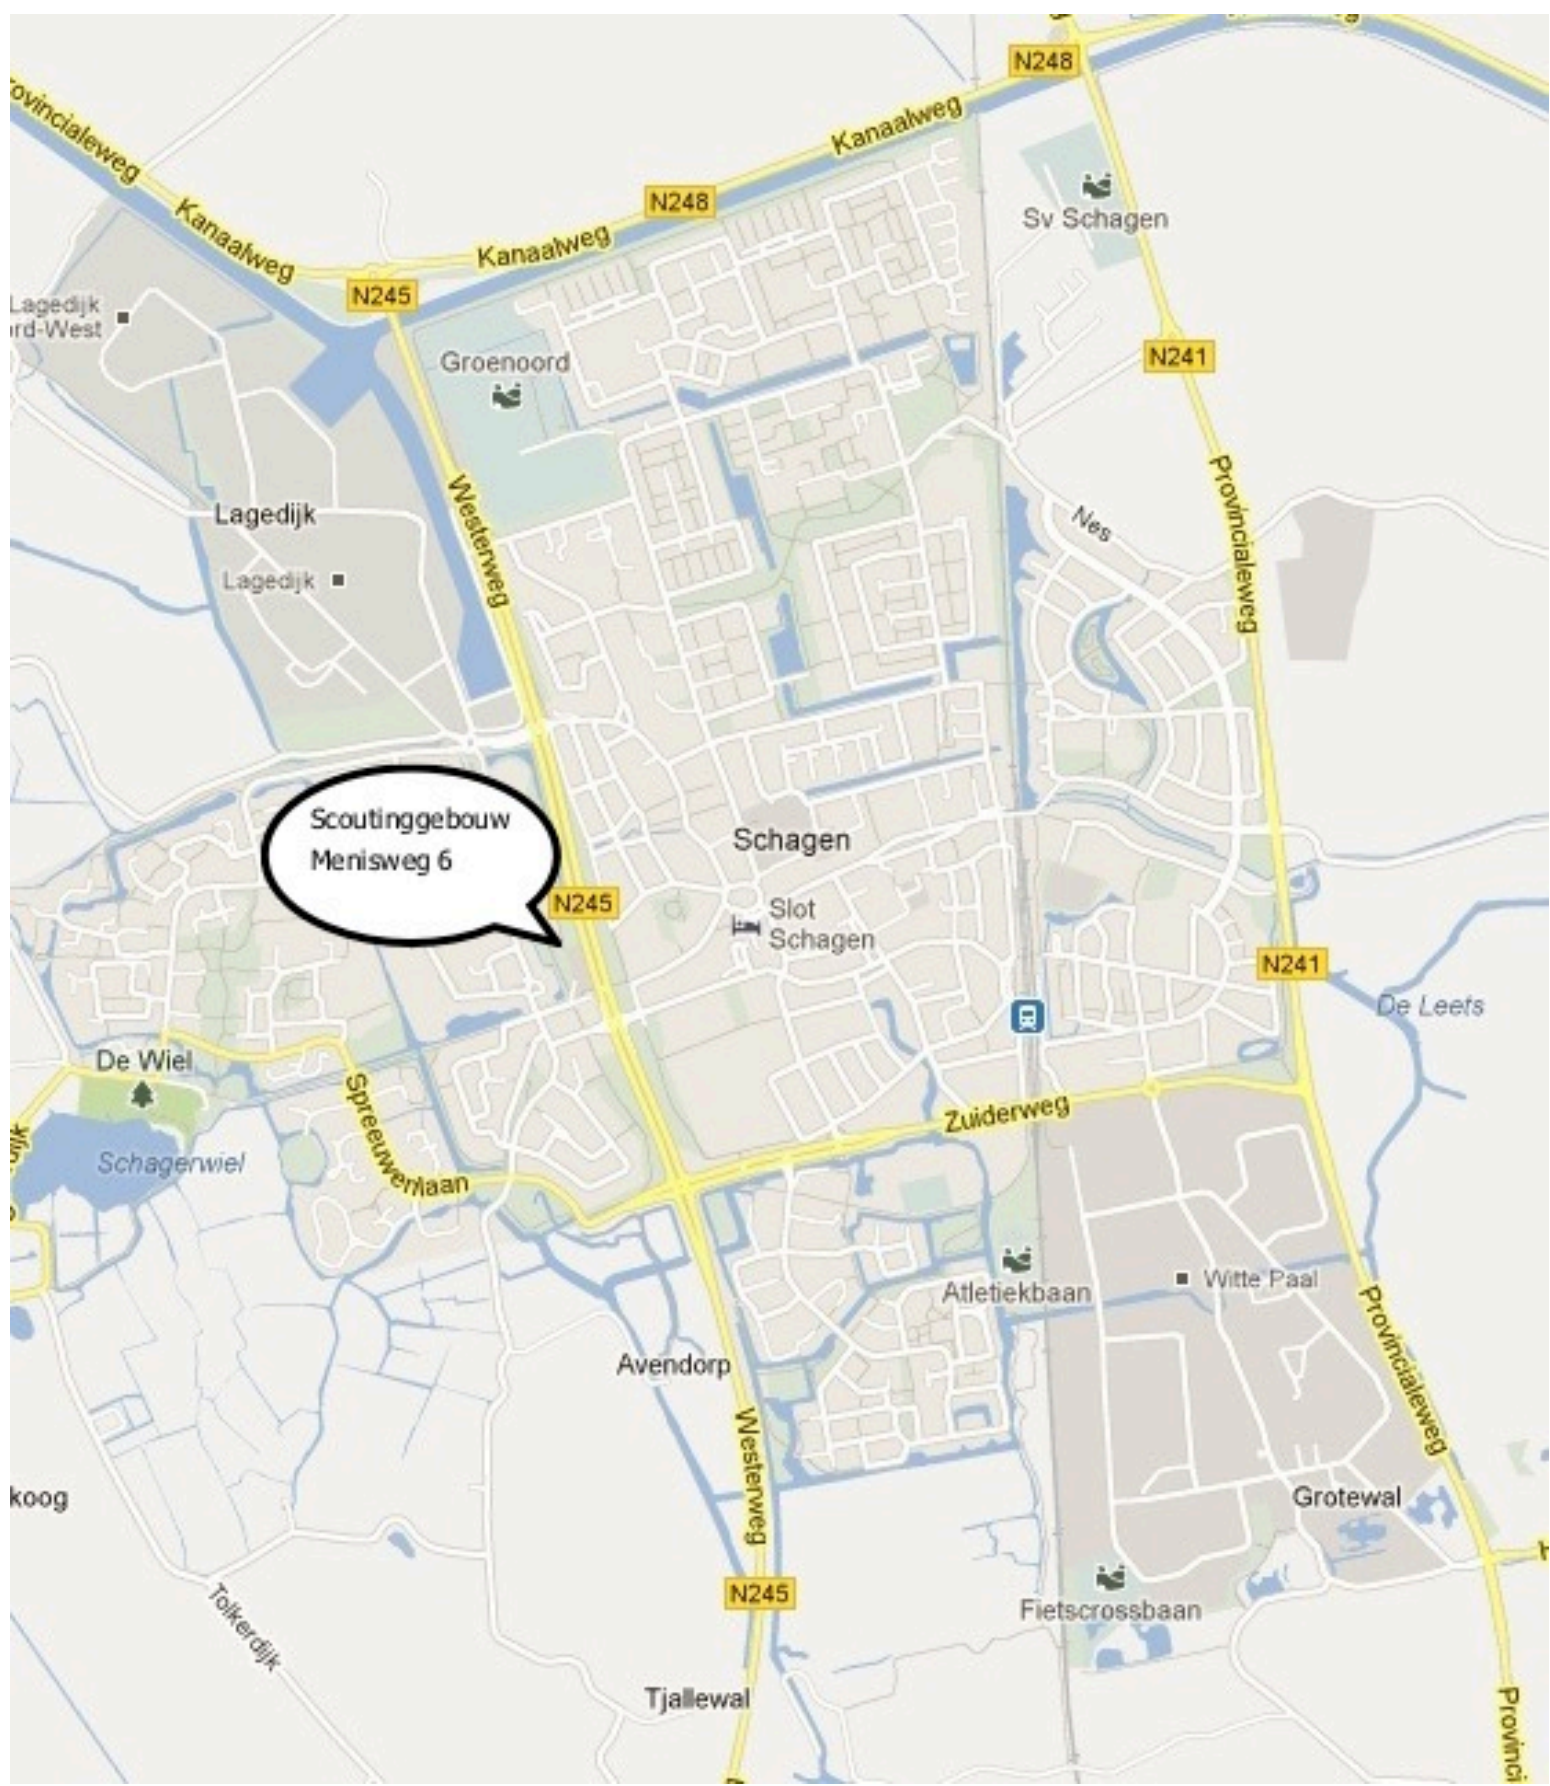 N248
Kanaalweg
Provincialeweg
Kanaalweg
N248
Sv Schagen
Kanaalweg
N245
Lagedijk
N241
Groenoord
Provincialeweg
Westerweg
Lagedijk
Nes
Lagedijk
Scoutinggebouw
Menisweg 6
Schagen
N245
Slot
Schagen
N241
De Leets
De Wiel
Spreeuwenlaan
Zuiderweg
Schagerwiel
Witte Paal
Atletiekbaan
Provincialeweg
Avendorp
Westerweg
koog
Grotewal
N245
Fietscrossbaan
Tolkerdijk
Tjallewal
Provinci